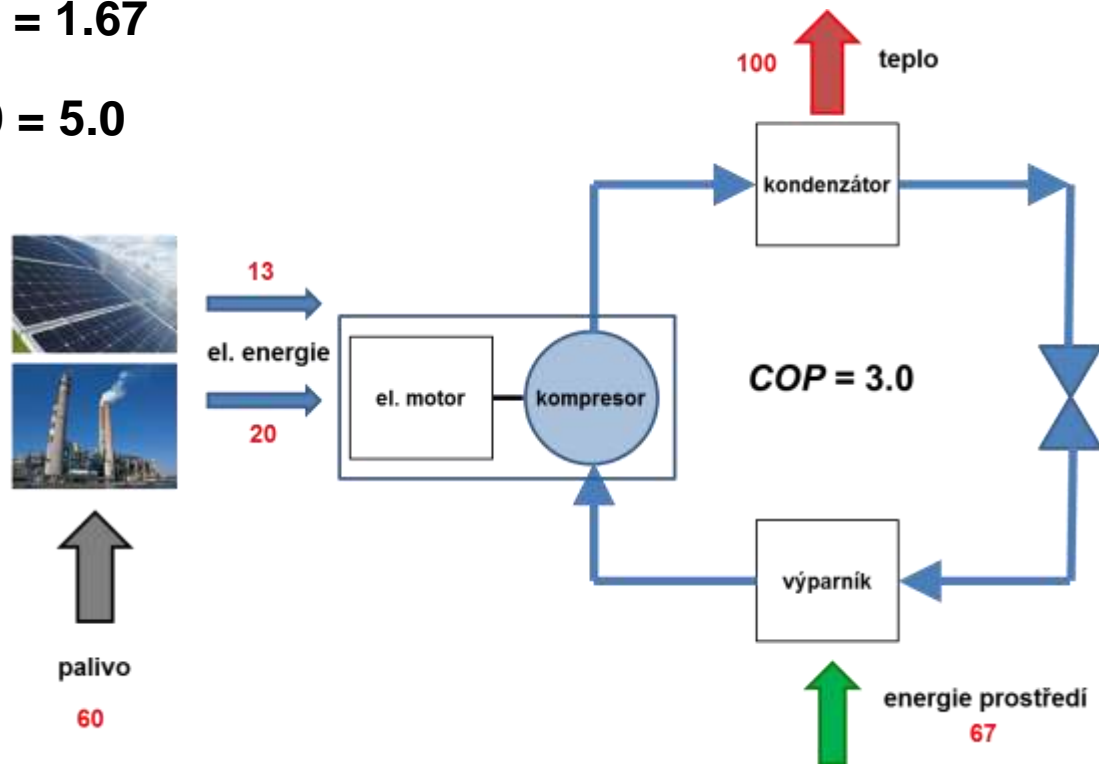 = 1.67
= 5.0
100
teplo
kondenzátor
13
el. energie
20
el. motor
kompresor
COP = 3.0
výparník
palivo
60
energie prostředí
67